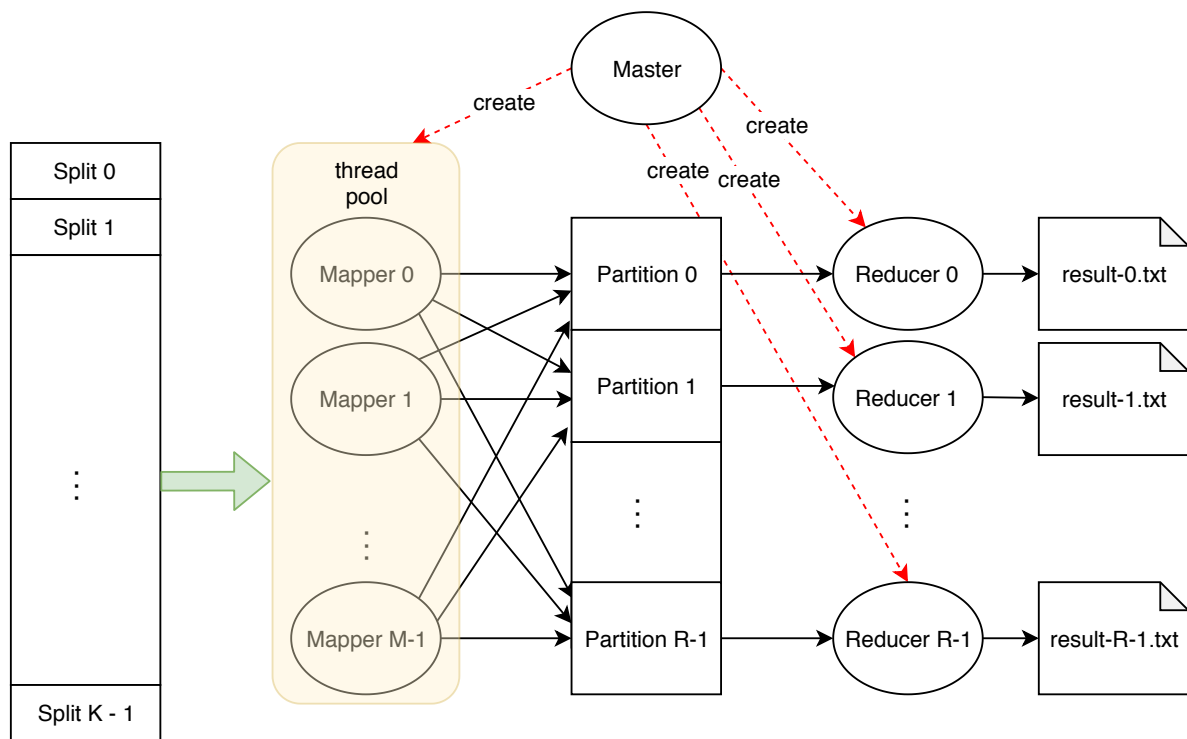 Master
create
create
create
create
Split 0
Split 1
⋮
Split K - 1
thread
pool
Mapper 0
Mapper 1
⋮
Mapper M-1
Partition 0
Partition 1
⋮
Partition R-1
Reducer 0
Reducer 1
⋮
Reducer R-1
result-0.txt
result-1.txt
result-R-1.txt